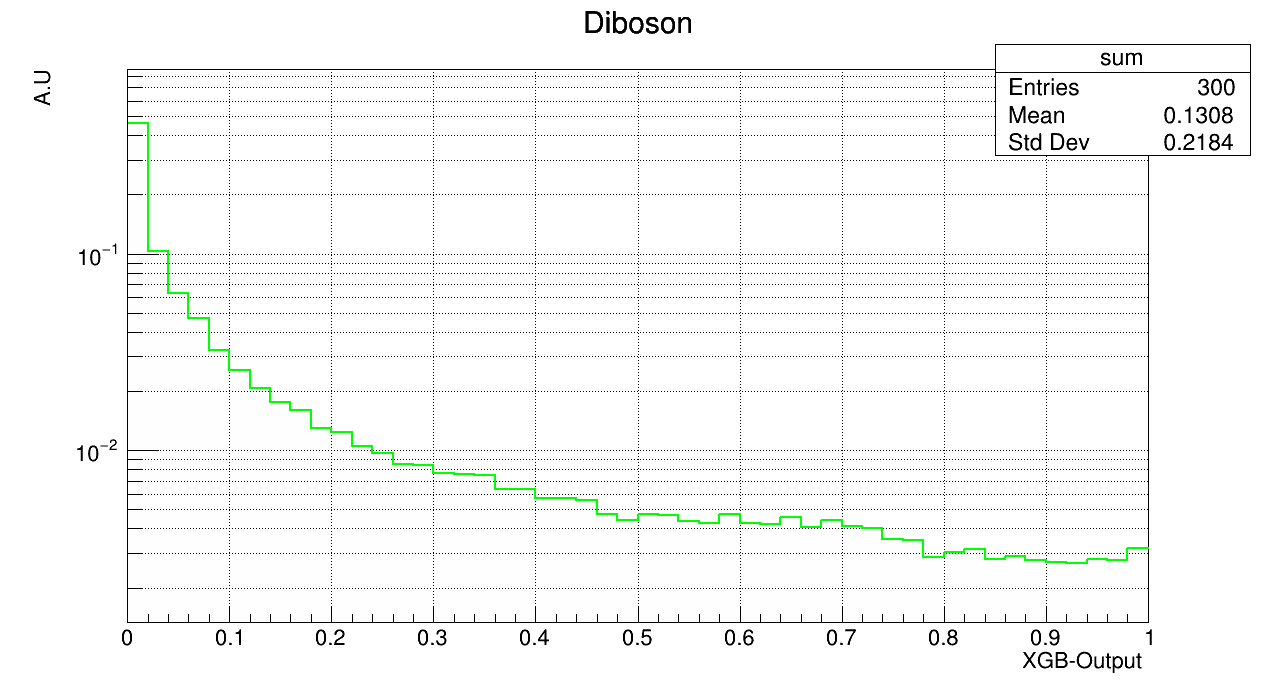 Diboson
A.U
sum
Entries 300
Mean 0.1308
Std Dev 0.2184
10⁻¹
10⁻²
0 0.1 0.2 0.3 0.4 0.5 0.6 0.7 0.8 0.9 1
XGB-Output